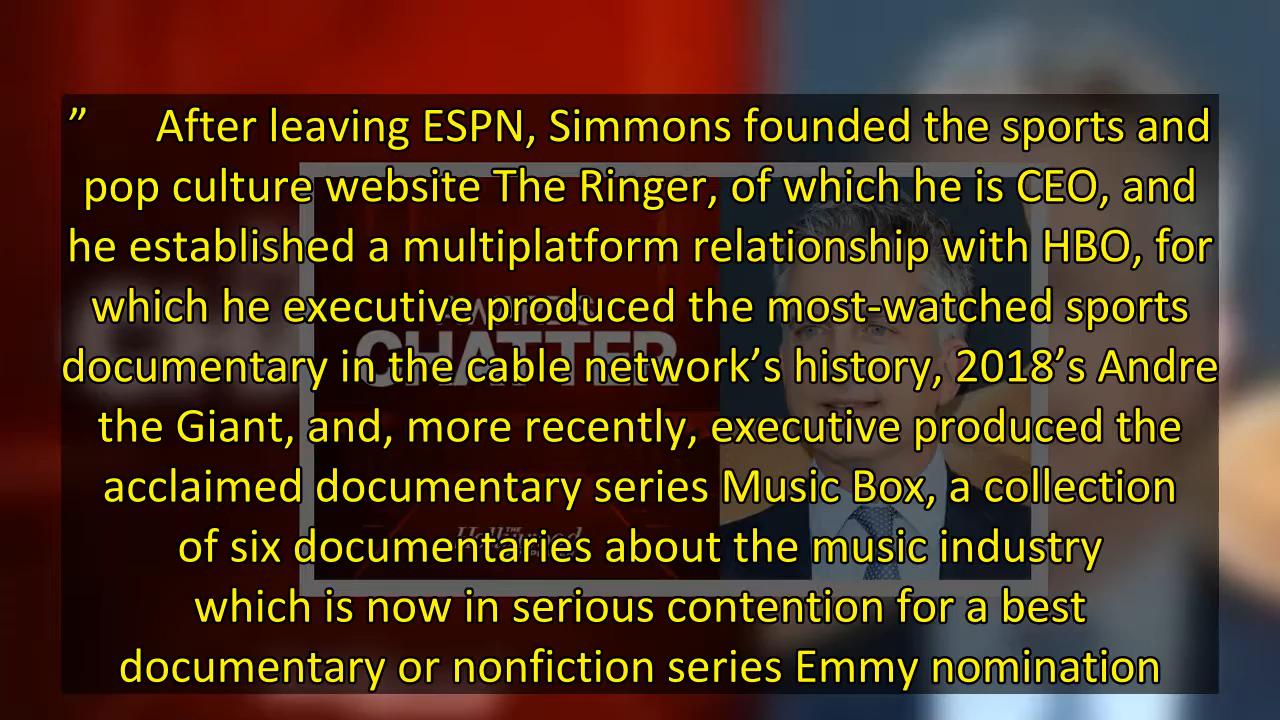 ” After leaving ESPN, Simmons founded the sports and
pop culture website The Ringer, of which he is CEO, and
he established a multiplatform relationship with HBO, for
which he executive produced the most-watched sports
documentary in the cable network’s history, 2018’s Andre
the Giant, and, more recently, executive produced the
acclaimed documentary series Music Box, a collection
of six documentaries about the music industry
which is now in serious contention for a best
documentary or nonfiction series Emmy nomination
CHATTER